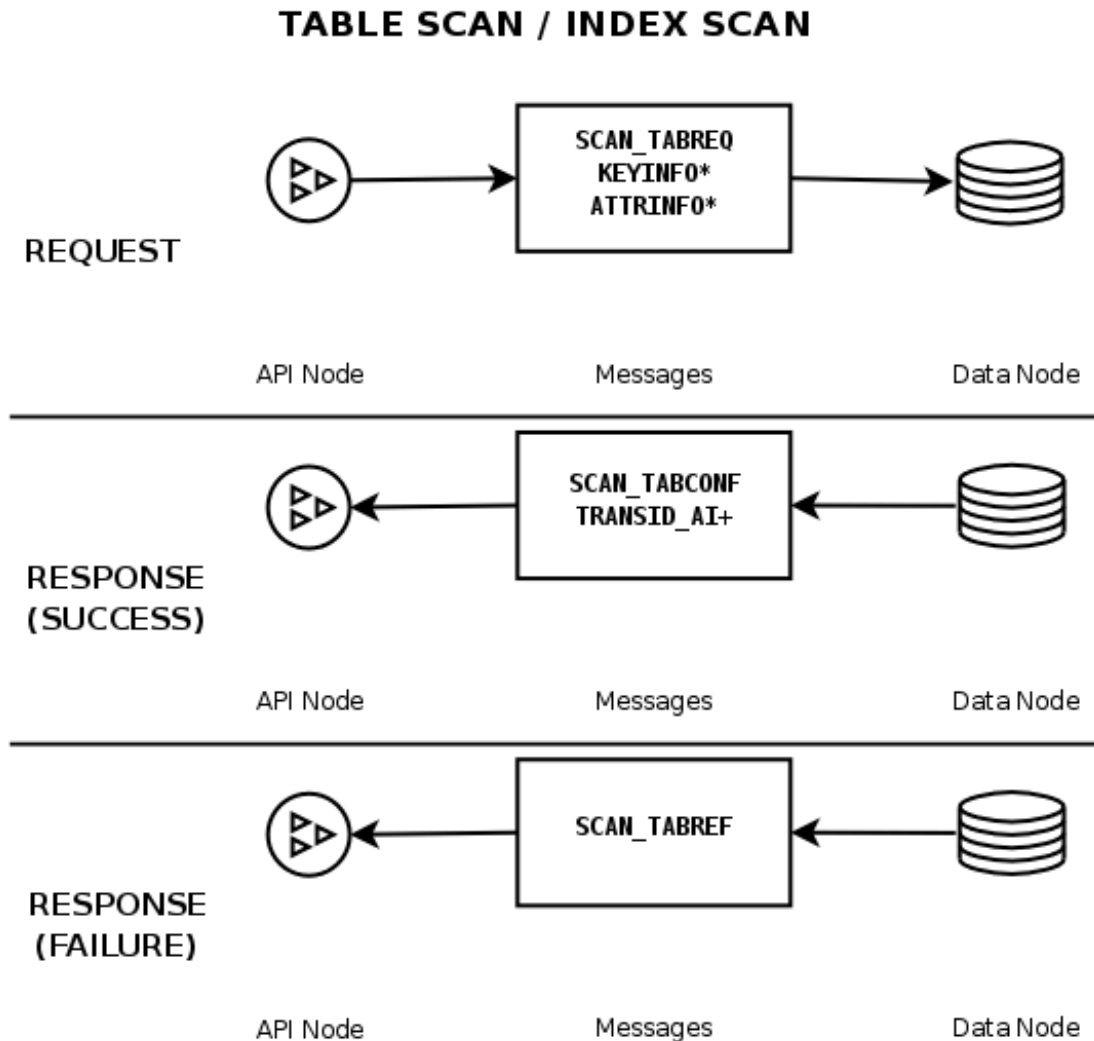 TABLE SCAN / INDEX SCAN
SCAN_TABREQ
KEYINFO*
ATTRINFO*
REQUEST
API Node
Messages
Data Node
SCAN_TABCONF
TRANSID_AI+
RESPONSE
(SUCCESS)
API Node
Messages
Data Node
SCAN_TABREF
RESPONSE
(FAILURE)
API Node
Messages
Data Node